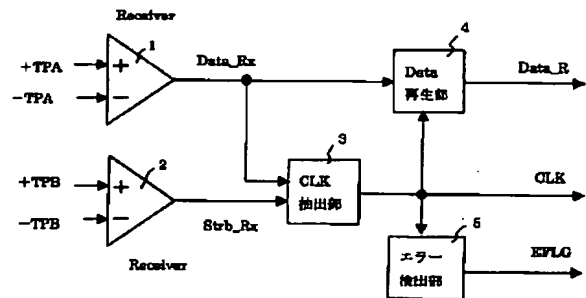 Receiver
1
+TPA
+
−TPA
−
Data_Rx
4
Data
再生部
Data_R
2
+TPB
+
−TPB
−
Strb_Rx
Receiver
3
CLK
抽出部
CLK
5
エラー
検出部
EFLG